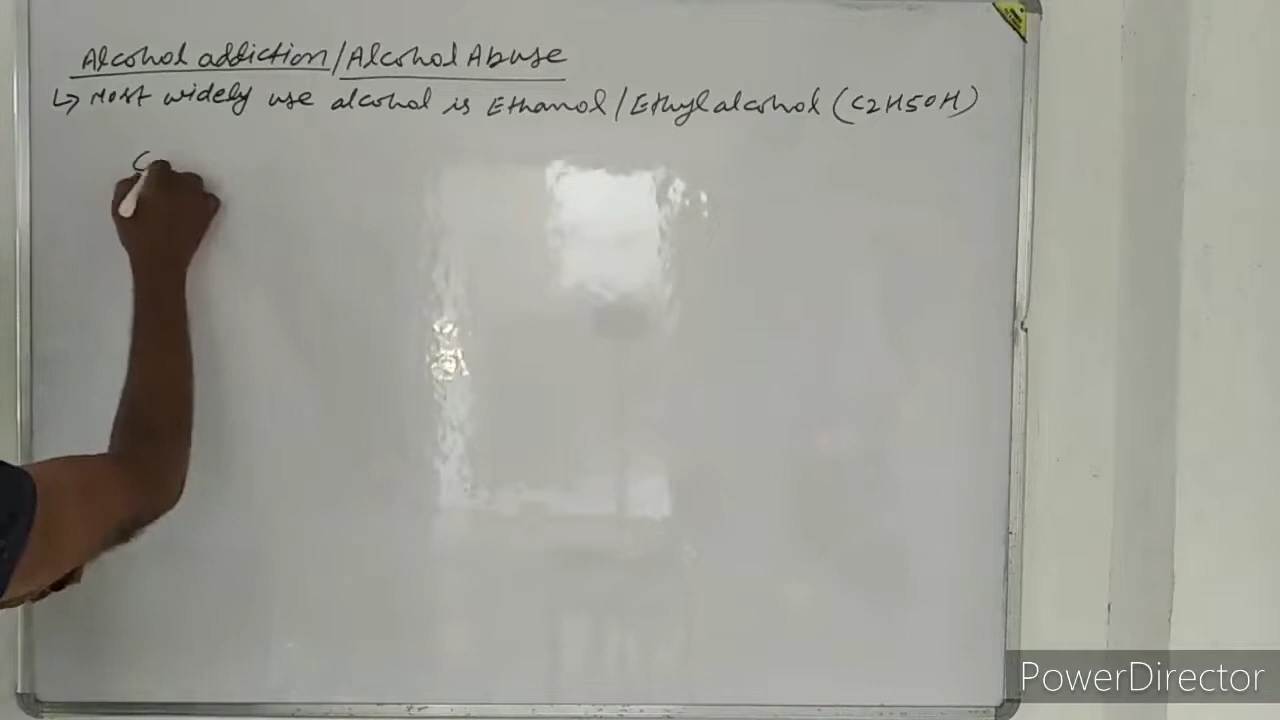 Alcohol addiction/Alcohol Abuse
↳ Most widely use alcohol is Ethanol/Ethyl alcohol (C2H5OH)
C
PowerDirector